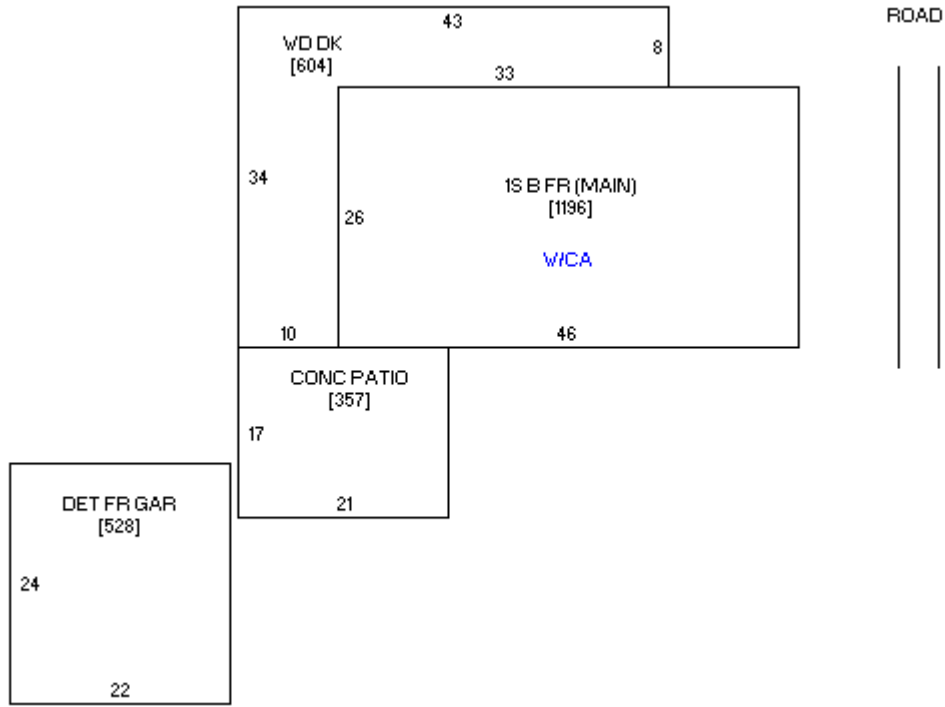 43
ROAD
WD DK
[604]
8
33
34
1S B FR (MAIN)
[1196]
26
W/CA
10
46
CONC PATIO
[357]
17
21
DET FR GAR
[528]
24
22